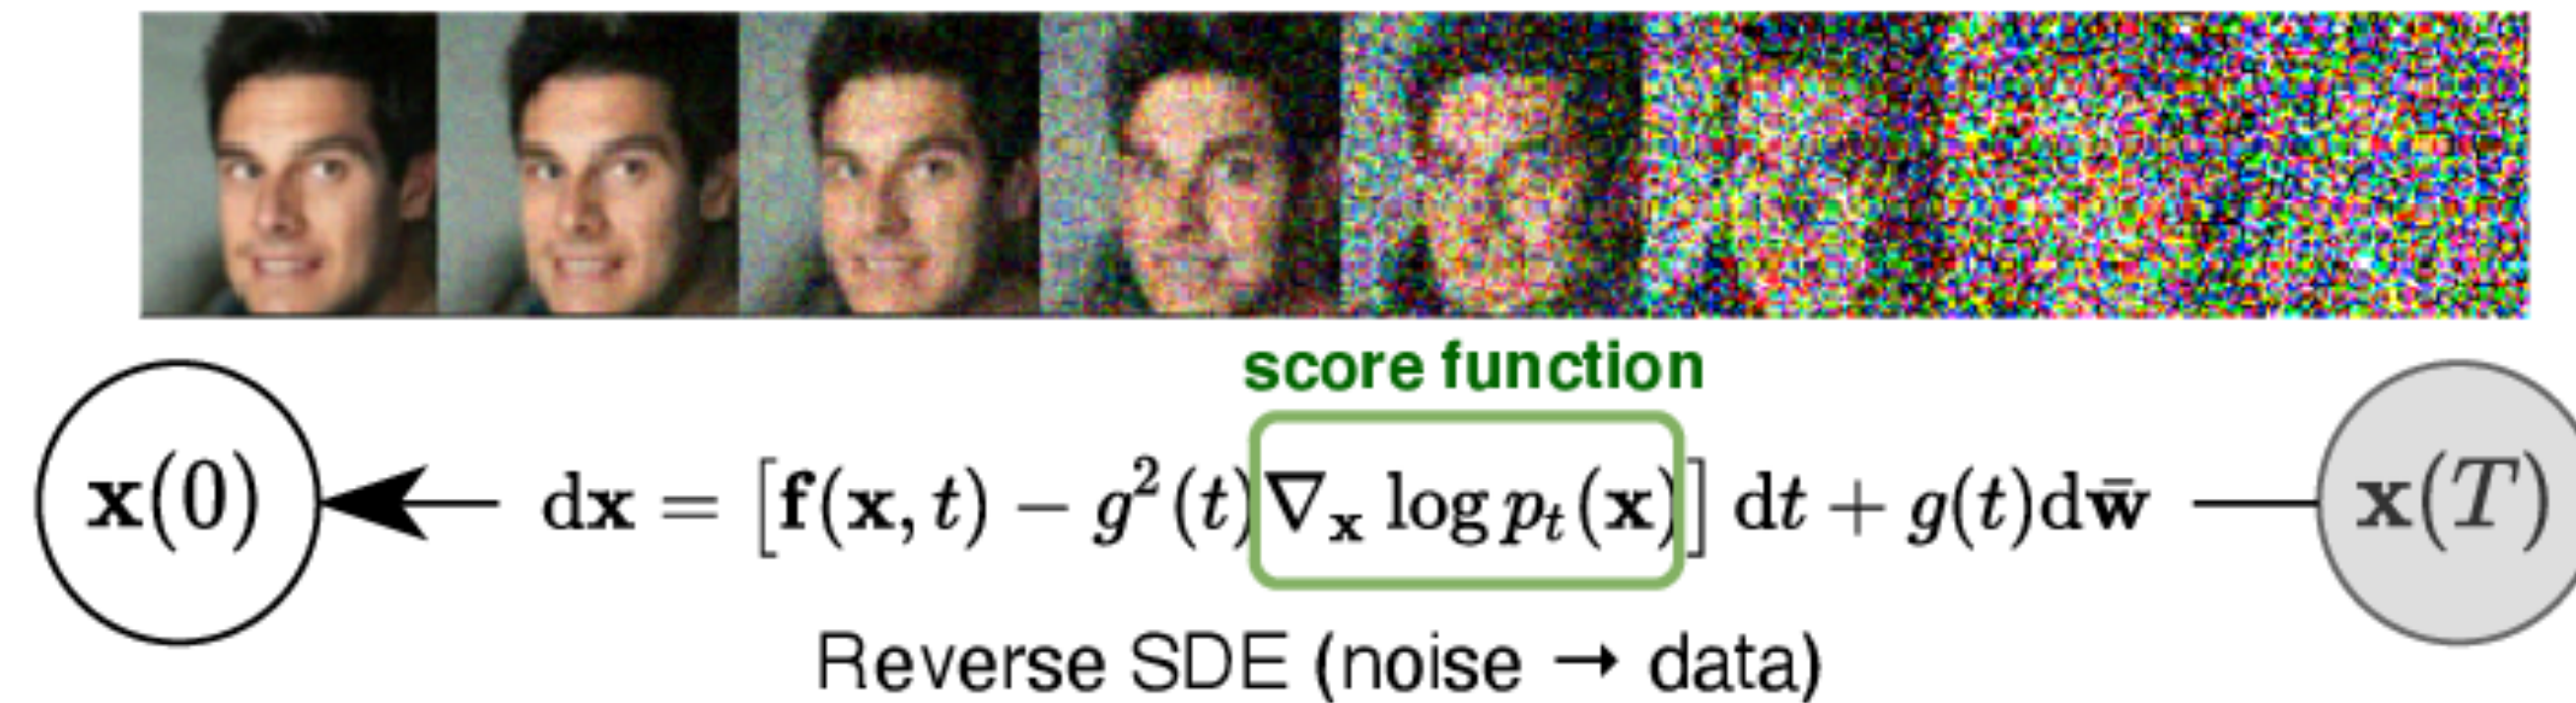 score function
x(0) dx = [f(x, t) − g²(t)∇ₓ log pₜ(x)] dt + g(t)dw̄ x(T)
Reverse SDE (noise → data)